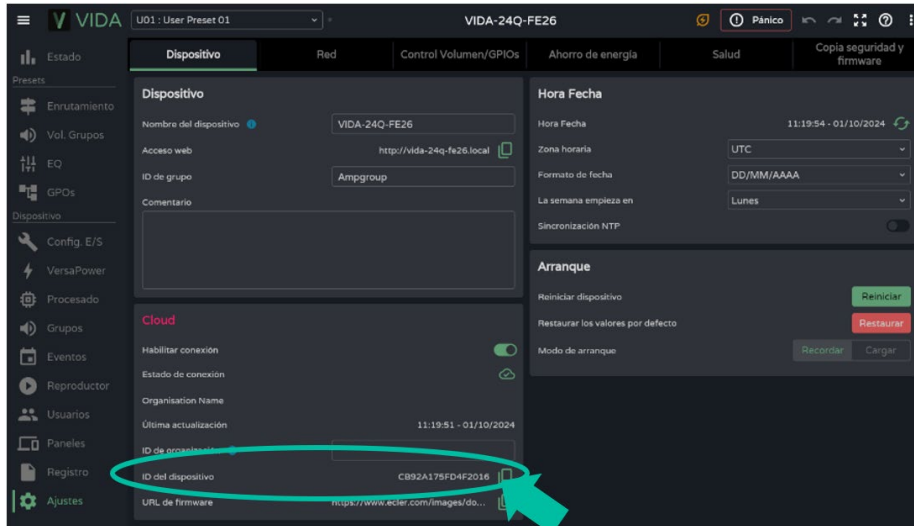 VIDA
U01 : User Preset 01
VIDA-24Q-FE26
Pánico
Estado
Presets
Enrutamiento
Vol. Grupos
EQ
GPOs
Dispositivo
Config. E/S
VersaPower
Procesado
Grupos
Eventos
Reproductor
Usuarios
Paneles
Registro
Ajustes
Dispositivo
Red
Control Volumen/GPIOs
Ahorro de energía
Salud
Copia seguridad y
firmware
Dispositivo
Nombre del dispositivo
VIDA-24Q-FE26
Acceso web
http://vida-24q-fe26.local
ID de grupo
Ampgroup
Comentario
Cloud
Habilitar conexión
Estado de conexión
Organisation Name
Última actualización
11:19:51 - 01/10/2024
ID de organización
ID del dispositivo
CB92A175FD4F2016
URL de firmware
https://www.ecler.com/images/do...
Hora Fecha
Hora Fecha
11:19:54 - 01/10/2024
Zona horaria
UTC
Formato de fecha
DD/MM/AAAA
La semana empieza en
Lunes
Sincronización NTP
Arranque
Reiniciar dispositivo
Reiniciar
Restaurar los valores por defecto
Restaurar
Modo de arranque
Recordar
Cargar